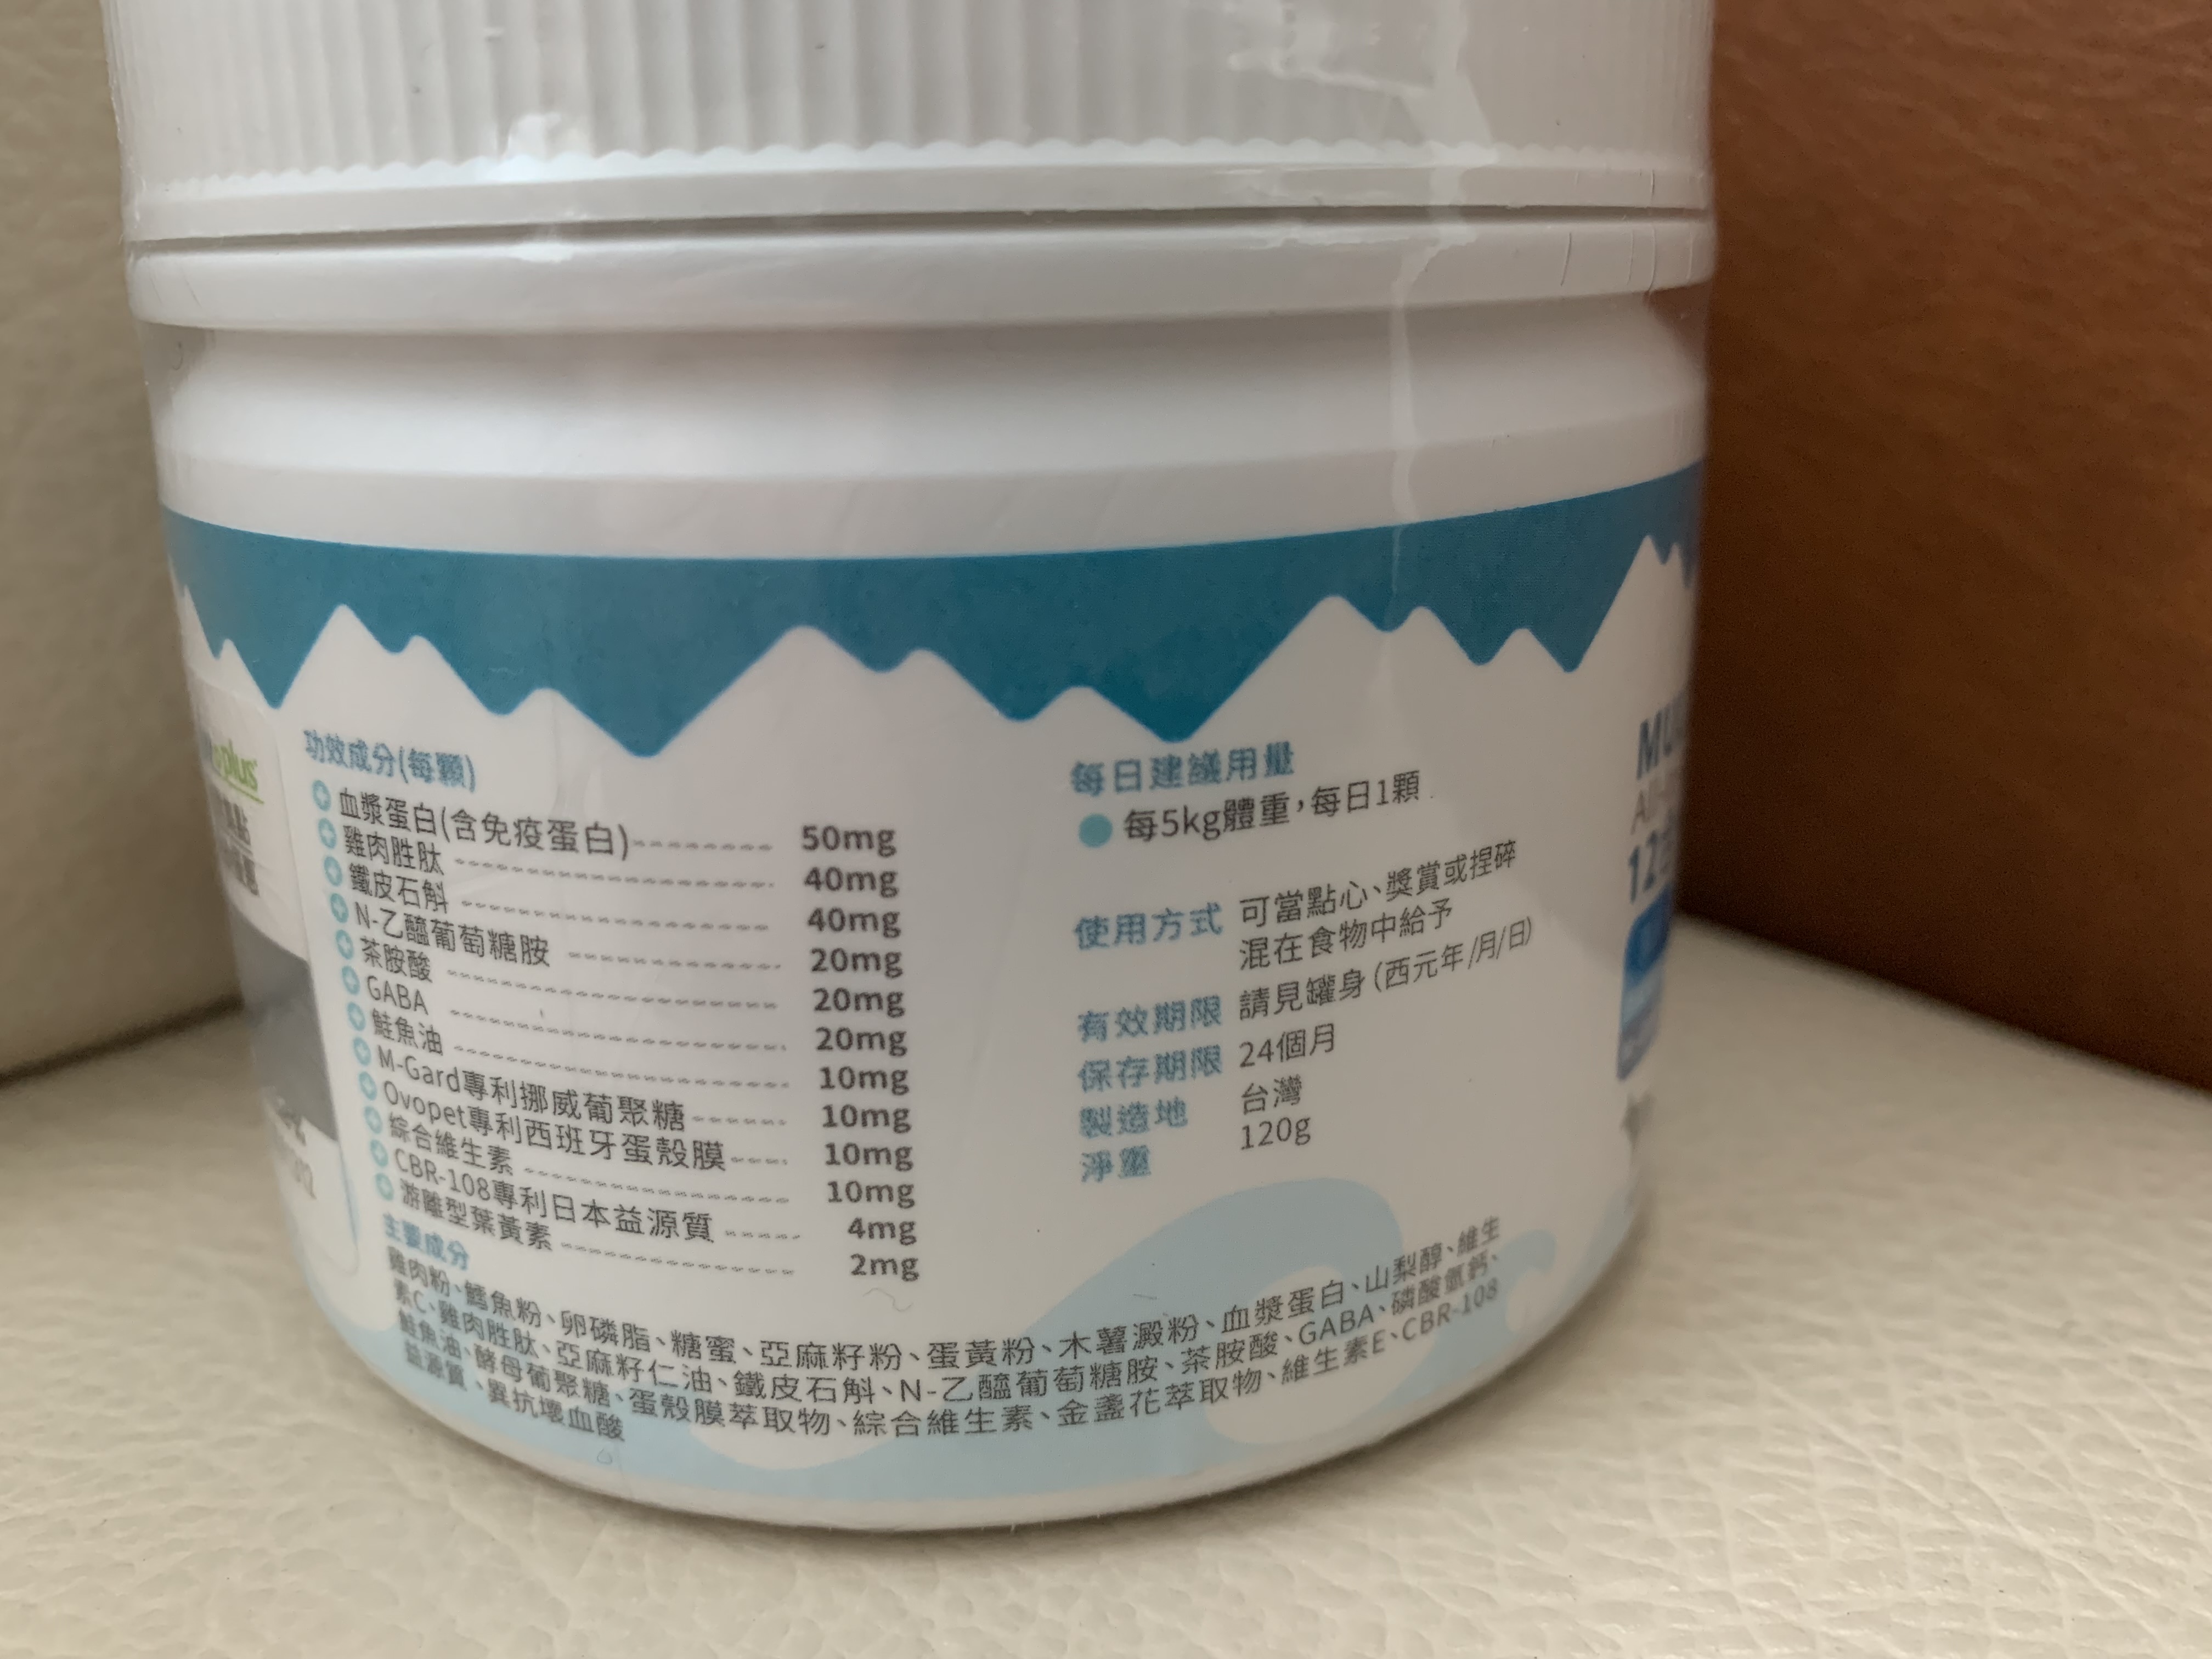 plus
功效成分(每顆)
血漿蛋白(含免疫蛋白) 50mg
雞肉胜肽 40mg
鐵皮石斛 40mg
N-乙醯葡萄糖胺 20mg
茶胺酸 20mg
GABA 20mg
鮭魚油 10mg
M-Gard專利挪威葡聚糖 10mg
Ovopet專利西班牙蛋殼膜 10mg
綜合維生素 10mg
CBR-108專利日本益源質 4mg
游離型葉黃素 2mg
主要成分
雞肉粉、鱈魚粉、卵磷脂、糖蜜、亞麻籽粉、蛋黃粉、木薯澱粉、血漿蛋白、山梨醇、維生
素C、雞肉胜肽、亞麻籽仁油、鐵皮石斛、N-乙醯葡萄糖胺、茶胺酸、GABA、磷酸氫鈣、
鮭魚油、酵母葡聚糖、蛋殼膜萃取物、綜合維生素、金盞花萃取物、維生素E、CBR-108
益源質、異抗壞血酸
每日建議用量
每5kg體重,每日1顆
使用方式 可當點心、獎賞或捏碎
混在食物中給予
有效期限 請見罐身(西元年/月/日)
保存期限 24個月
製造地 台灣
淨重 120g
MU
12